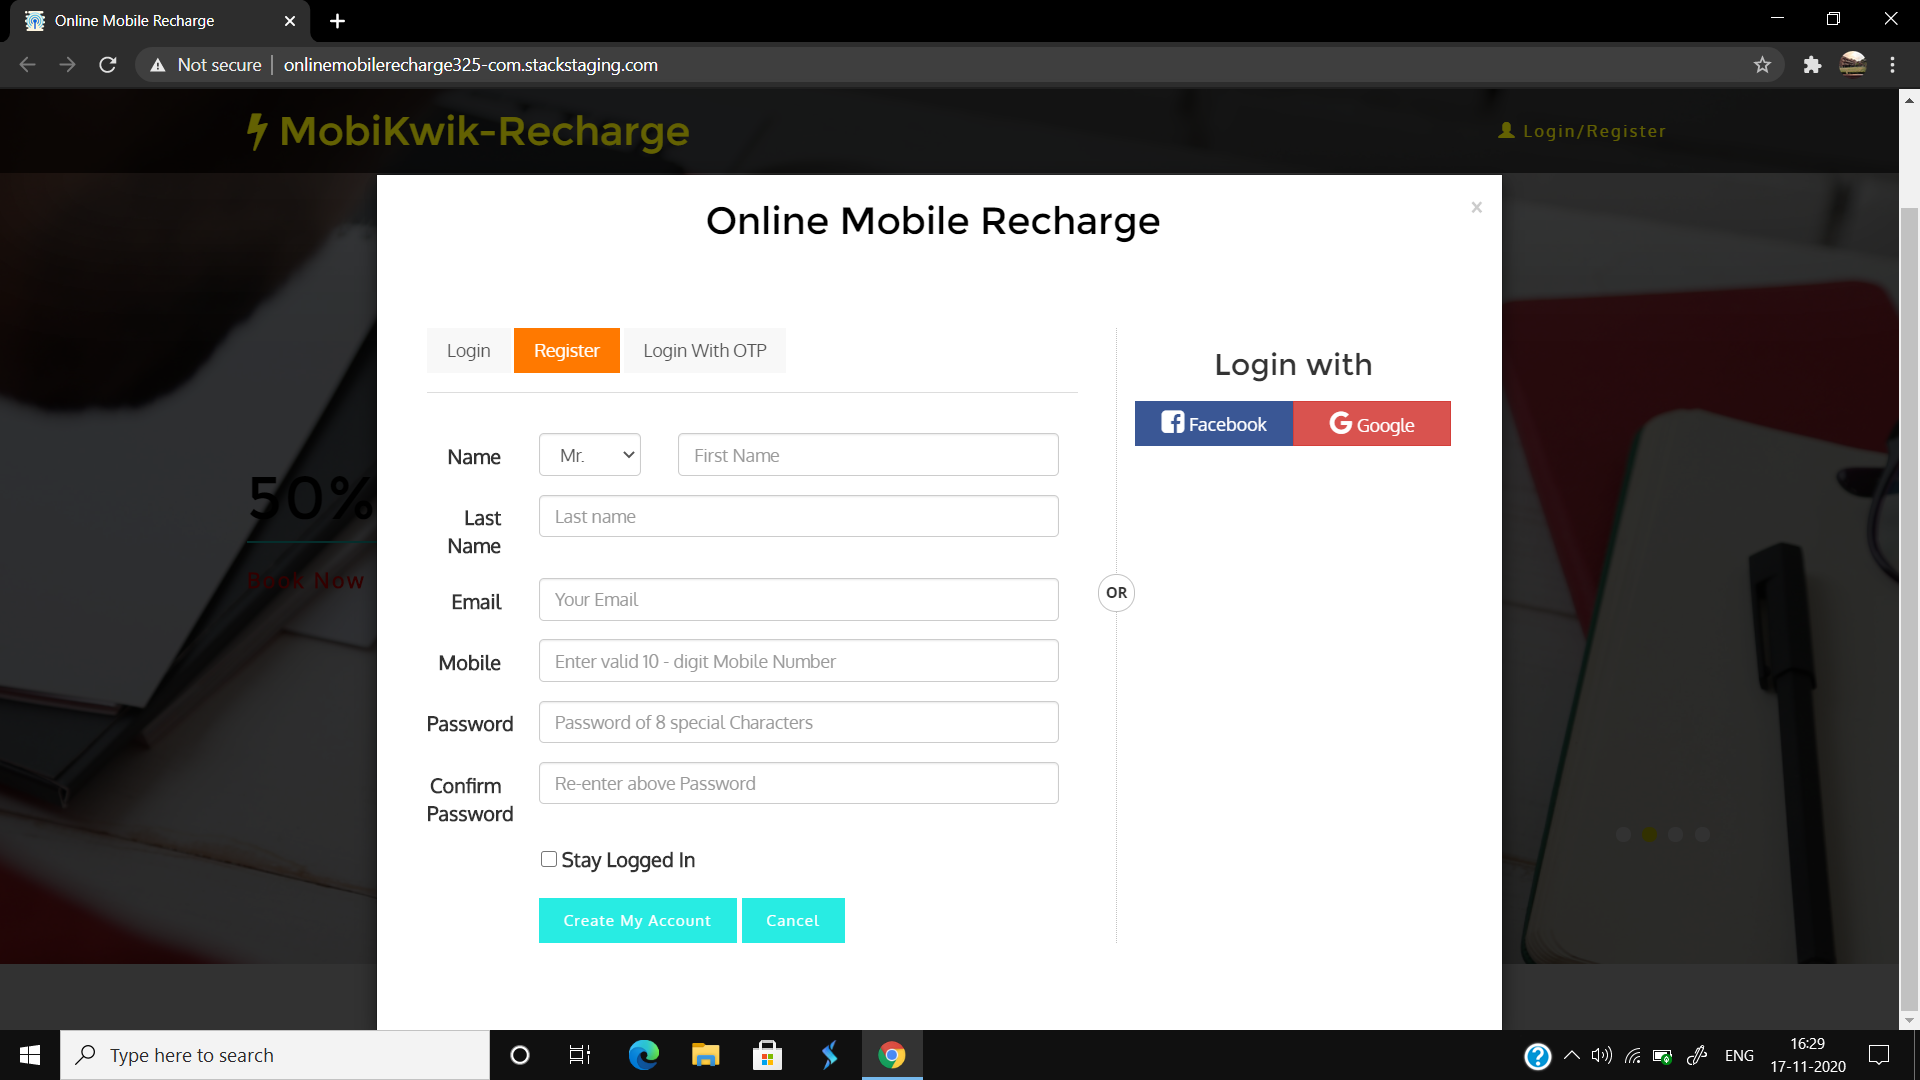 Online Mobile Recharge
Not secure
onlinemobilerecharge325-com.stackstaging.com
MobiKwik-Recharge
Login/Register
Online Mobile Recharge
×
Login
Register
Login With OTP
Login with
Facebook
Google
Name
Mr.
First Name
50%
Last Name
Last name
Book Now
Email
Your Email
OR
Mobile
Enter valid 10 - digit Mobile Number
Password
Password of 8 special Characters
Confirm Password
Re-enter above Password
Stay Logged In
Create My Account
Cancel
Type here to search
ENG
16:29
17-11-2020